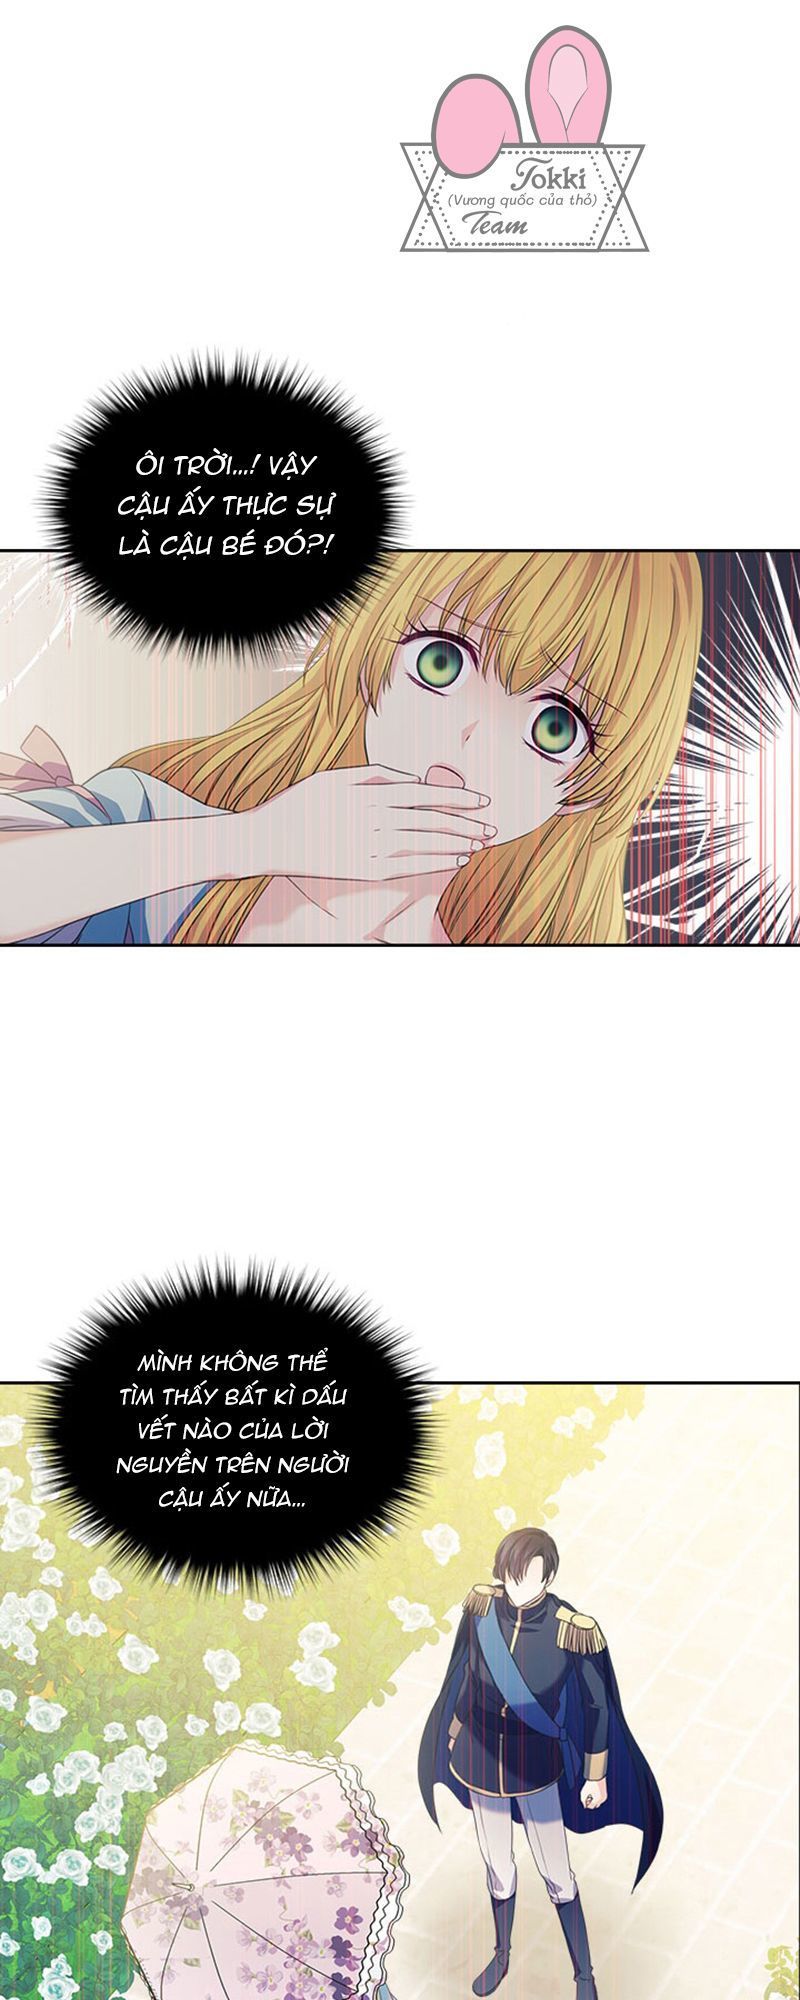 Tokki
(Vương quốc của thỏ)
Team
ÔI TRỜI...! VẬY
CẬU ẤY THỰC SỰ
LÀ CẬU BÉ ĐÓ?!
MÌNH KHÔNG THỂ
TÌM THẤY BẤT KÌ DẤU
VẾT NÀO CỦA LỜI
NGUYỀN TRÊN NGƯỜI
CẬU ẤY NỮA...